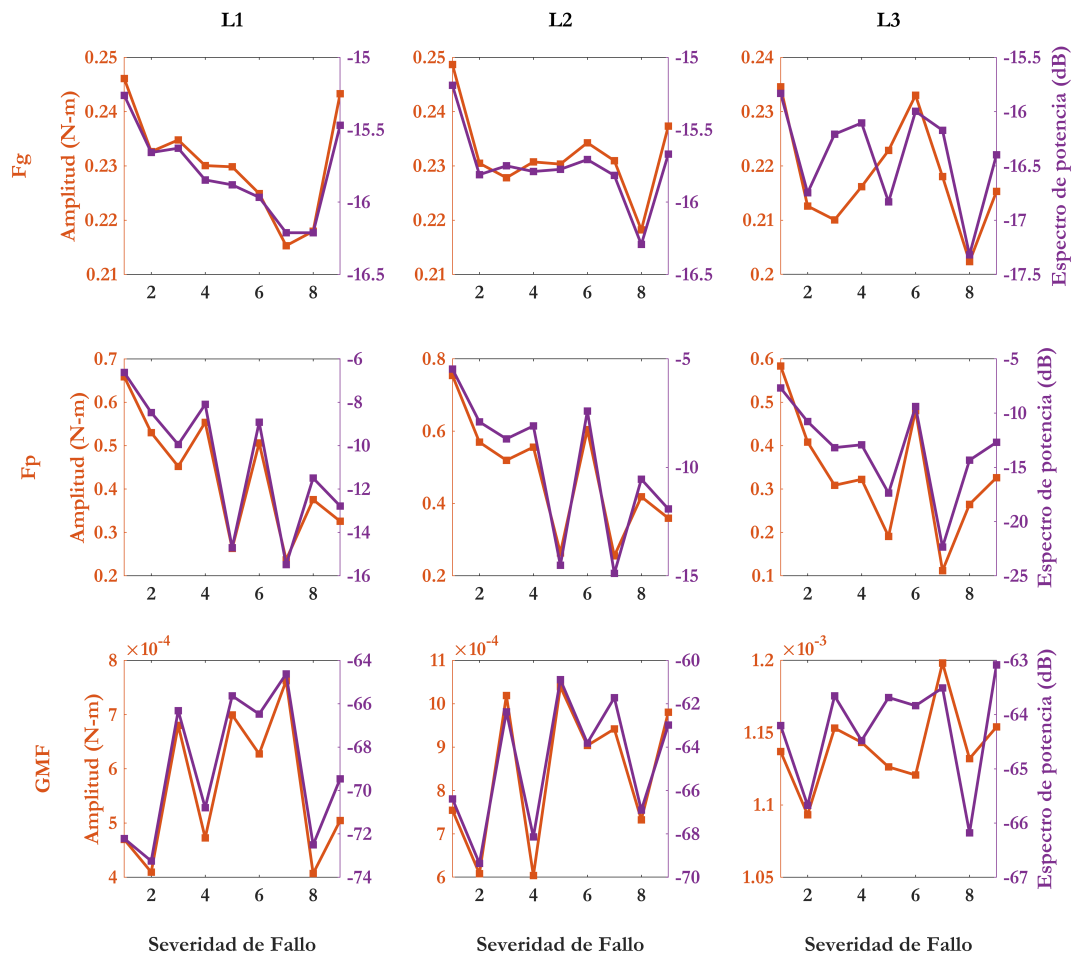 L1 L2 L3
Fg
Amplitud (N-m)
0.25 0.24 0.23 0.22 0.21
-15 -15.5 -16 -16.5
2 4 6 8
0.25 0.24 0.23 0.22 0.21
-15 -15.5 -16 -16.5
2 4 6 8
0.24 0.23 0.22 0.21 0.2
-15.5 -16 -16.5 -17 -17.5
2 4 6 8
Espectro de potencia (dB)
Fp
Amplitud (N-m)
0.7 0.6 0.5 0.4 0.3 0.2
-6 -8 -10 -12 -14 -16
2 4 6 8
0.8 0.6 0.4 0.2
-5 -10 -15
2 4 6 8
0.6 0.5 0.4 0.3 0.2 0.1
-5 -10 -15 -20 -25
2 4 6 8
Espectro de potencia (dB)
GMF
Amplitud (N-m)
×10⁻⁴
8 7 6 5 4
-64 -66 -68 -70 -72 -74
2 4 6 8
×10⁻⁴
11 10 9 8 7 6
-60 -62 -64 -66 -68 -70
2 4 6 8
×10⁻³
1.2 1.15 1.1 1.05
-63 -64 -65 -66 -67
2 4 6 8
Espectro de potencia (dB)
Severidad de Fallo Severidad de Fallo Severidad de Fallo